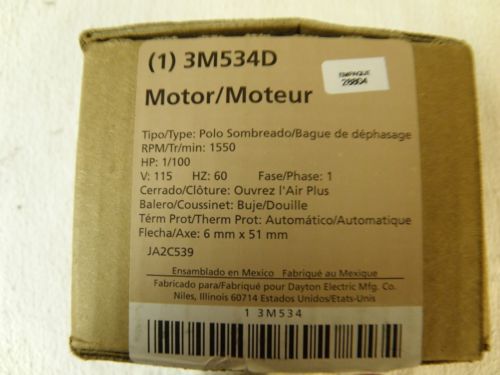 (1) 3M534D
EMPAQUE
28864
Motor/Moteur
Tipo/Type: Polo Sombreado/Bague de déphasage
RPM/Tr/min: 1550
HP: 1/100
V: 115 HZ: 60 Fase/Phase: 1
Cerrado/Clôture: Ouvrez l'Air Plus
Balero/Coussinet: Buje/Douille
Térm Prot/Therm Prot: Automático/Automatique
Flecha/Axe: 6 mm x 51 mm
JA2C539
Ensamblado en Mexico Fabriqué au Mexique
Fabricado para/Fabriqué pour Dayton Electric Mfg. Co.
Niles, Illinois 60714 Estados Unidos/Etats-Unis
1 3M534